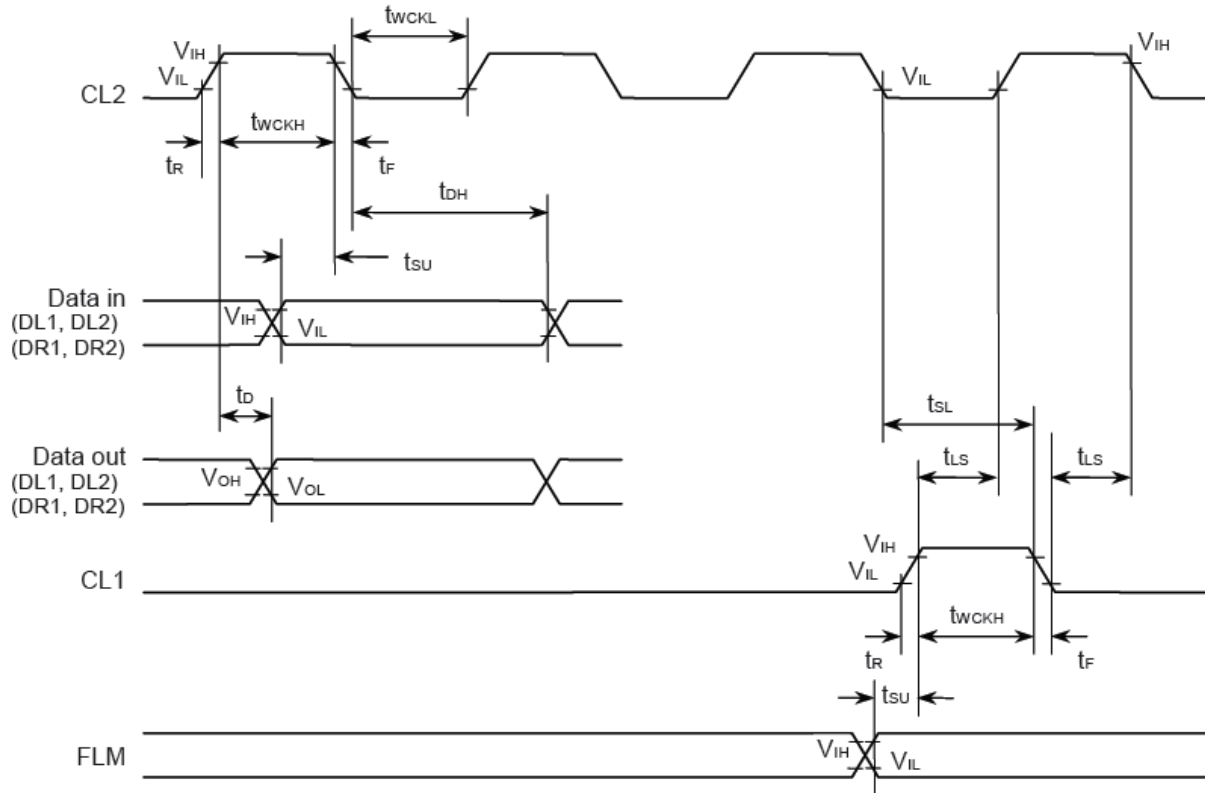 tWCKL
VIH
VIH
VIL
VIL
CL2
tWCKH
tR
tF
tDH
tSU
Data in
(DL1, DL2)
(DR1, DR2)
VIH
VIL
tD
tSL
Data out
(DL1, DL2)
(DR1, DR2)
VOH
VOL
tLS
tLS
VIH
CL1
VIL
tWCKH
tR
tF
tSU
FLM
VIH
VIL